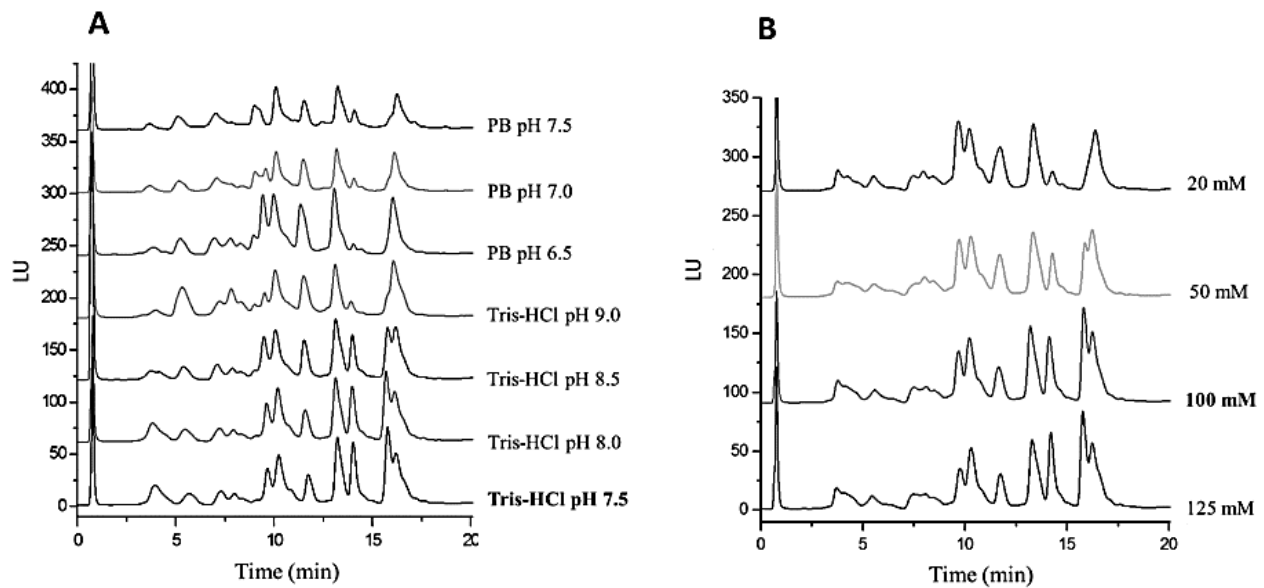 A
B
400
350
300
250
200
150
100
50
0
LU
PB pH 7.5
PB pH 7.0
PB pH 6.5
Tris-HCl pH 9.0
Tris-HCl pH 8.5
Tris-HCl pH 8.0
Tris-HCl pH 7.5
0 5 10 15 20
Time (min)
350
300
250
200
150
100
50
0
LU
20 mM
50 mM
100 mM
125 mM
0 5 10 15 20
Time (min)